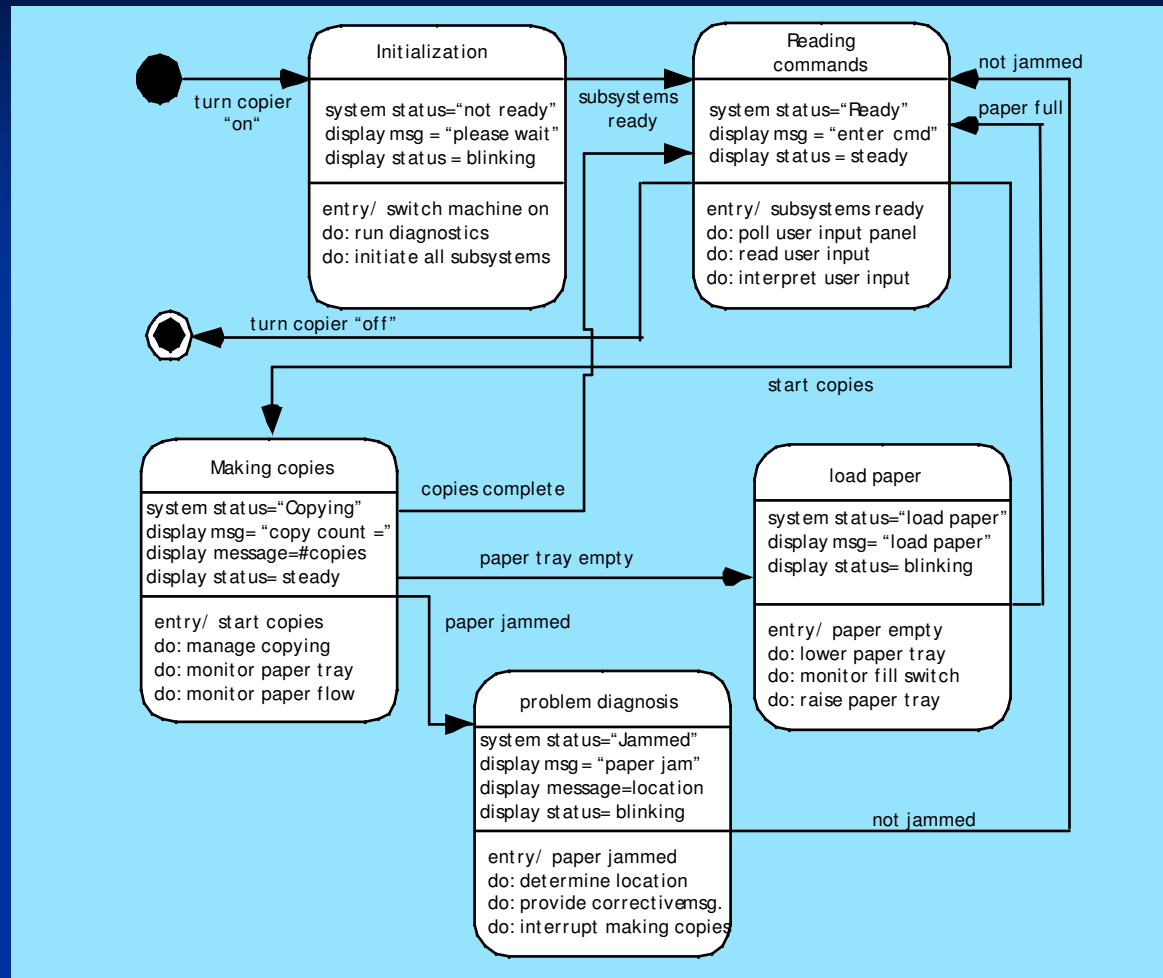 Initialization
system status="not ready"
display msg = "please wait"
display status = blinking
entry/ switch machine on
do: run diagnostics
do: initiate all subsystems
turn copier
"on"
subsystems
ready
Reading
commands
system status="Ready"
display msg = "enter cmd"
display status = steady
entry/ subsystems ready
do: poll user input panel
do: read user input
do: interpret user input
not jammed
paper full
turn copier "off"
start copies
Making copies
system status="Copying"
display msg= "copy count ="
display message=#copies
display status= steady
entry/ start copies
do: manage copying
do: monitor paper tray
do: monitor paper flow
copies complete
paper tray empty
paper jammed
load paper
system status="load paper"
display msg= "load paper"
display status= blinking
entry/ paper empty
do: lower paper tray
do: monitor fill switch
do: raise paper tray
problem diagnosis
system status="Jammed"
display msg = "paper jam"
display message=location
display status= blinking
entry/ paper jammed
do: determine location
do: provide correctivemsg.
do: interrupt making copies
not jammed